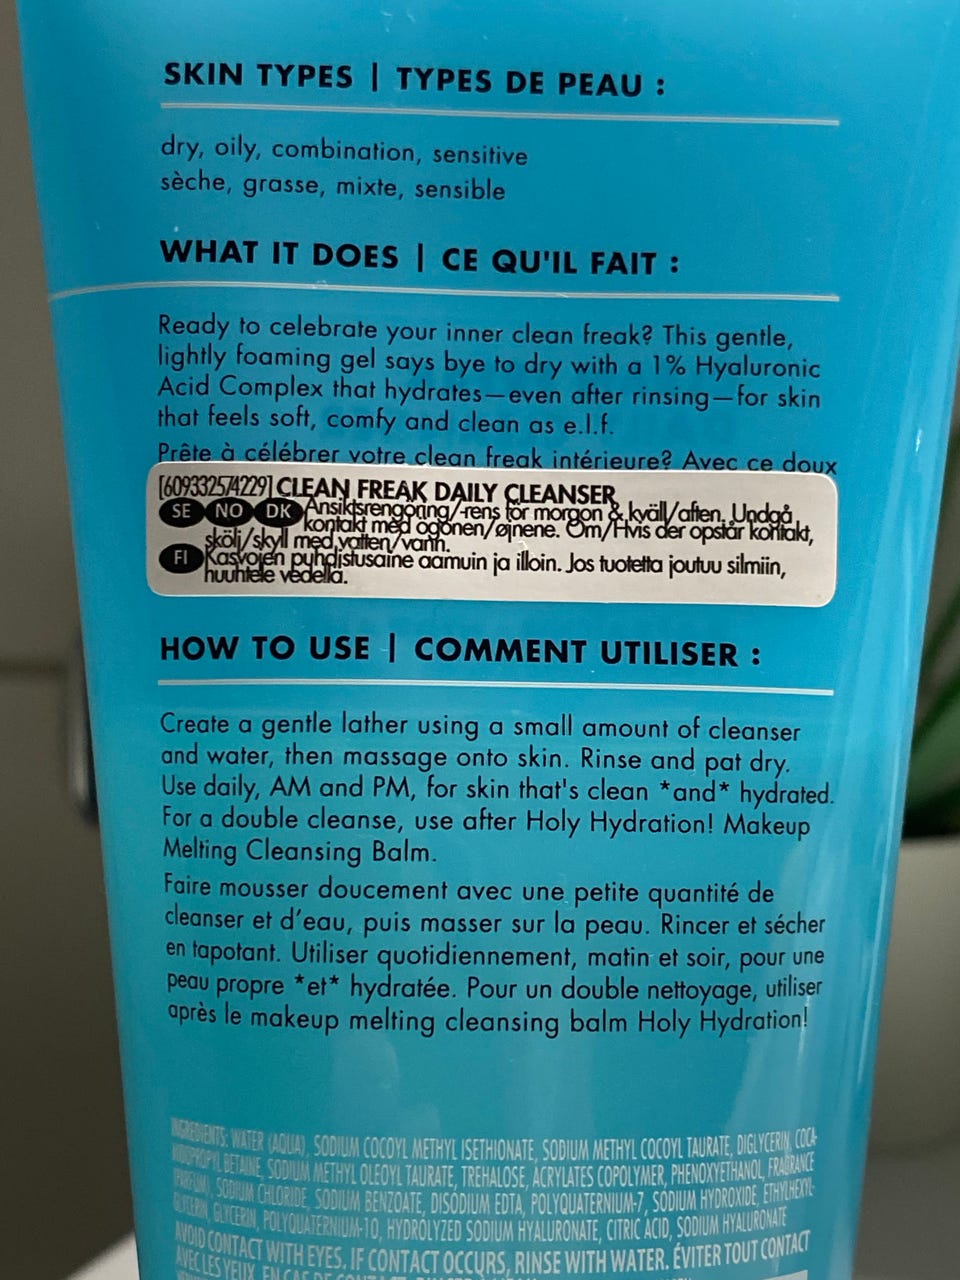 SKIN TYPES | TYPES DE PEAU :
dry, oily, combination, sensitive
sèche, grasse, mixte, sensible
WHAT IT DOES | CE QU'IL FAIT :
Ready to celebrate your inner clean freak? This gentle,
lightly foaming gel says bye to dry with a 1% Hyaluronic
Acid Complex that hydrates—even after rinsing—for skin
that feels soft, comfy and clean as e.l.f.
Prête à célébrer votre clean freak intérieure? Avec ce doux
[609332574229] CLEAN FREAK DAILY CLEANSER
SE NO DK Ansiktsrengöring/-rens för morgon & kväll/aften. Undgå
kontakt med ögonen/øjnene. Om/Hvis der opstår kontakt,
skölj/skyll med vatten/vann.
FI Kasvojen puhdistusaine aamuin ja illoin. Jos tuotetta joutuu silmiin,
huuhtele vedellä.
HOW TO USE | COMMENT UTILISER :
Create a gentle lather using a small amount of cleanser
and water, then massage onto skin. Rinse and pat dry.
Use daily, AM and PM, for skin that's clean *and* hydrated.
For a double cleanse, use after Holy Hydration! Makeup
Melting Cleansing Balm.
Faire mousser doucement avec une petite quantité de
cleanser et d'eau, puis masser sur la peau. Rincer et sécher
en tapotant. Utiliser quotidiennement, matin et soir, pour une
peau propre *et* hydratée. Pour un double nettoyage, utiliser
après le makeup melting cleansing balm Holy Hydration!
INGREDIENTS: WATER (AQUA), SODIUM COCOYL METHYL ISETHIONATE, SODIUM METHYL COCOYL TAURATE, DIGLYCERIN, COCA-
MIDOPROPYL BETAINE, SODIUM METHYL OLEOYL TAURATE, TREHALOSE, ACRYLATES COPOLYMER, PHENOXYETHANOL, FRAGRANCE
(PARFUM), SODIUM CHLORIDE, SODIUM BENZOATE, DISODIUM EDTA, POLYQUATERNIUM-7, SODIUM HYDROXIDE, ETHYLHEXYL-
GLYCERIN, GLYCERIN, POLYQUATERNIUM-10, HYDROLYZED SODIUM HYALURONATE, CITRIC ACID, SODIUM HYALURONATE
AVOID CONTACT WITH EYES. IF CONTACT OCCURS, RINSE WITH WATER. ÉVITER TOUT CONTACT
AVEC LES YEUX. EN CAS DE